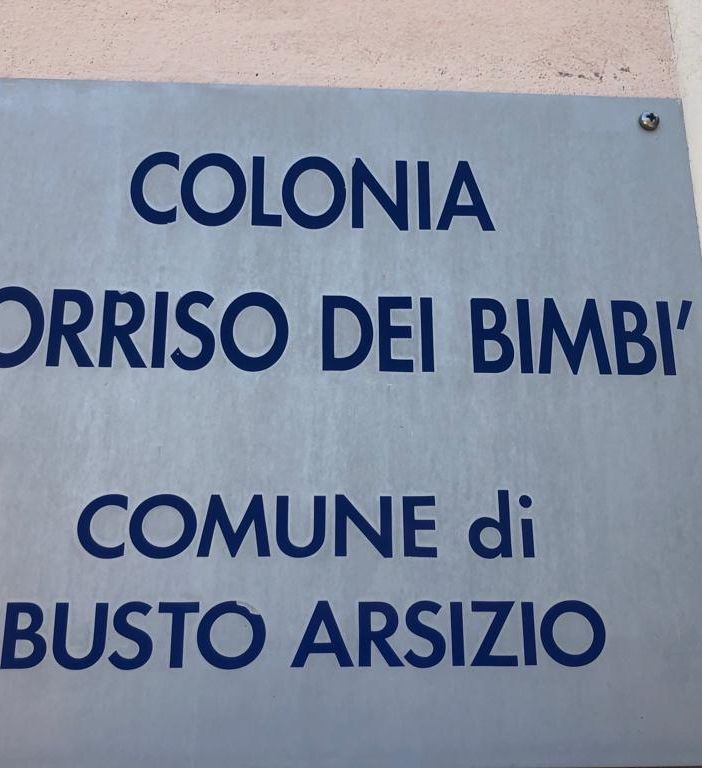 COLONIA
ORRISO DEI BIMBI'
COMUNE di
BUSTO ARSIZIO